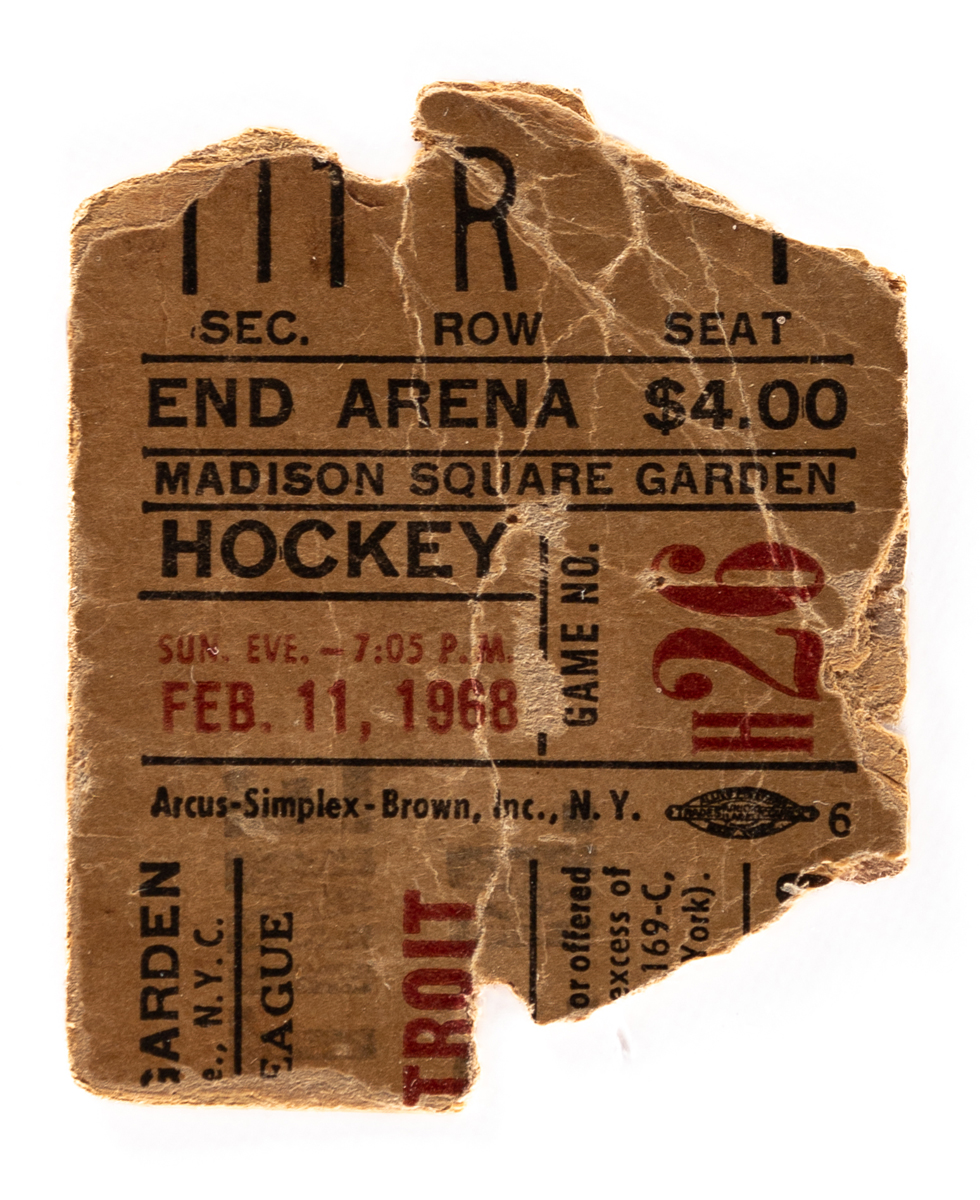 R
SEC. ROW SEAT
END ARENA $4.00
MADISON SQUARE GARDEN
HOCKEY
SUN. EVE. – 7:05 P.M.
FEB. 11, 1968
GAME NO.
H26
Arcus-Simplex-Brown, Inc., N. Y.
6
GARDEN
e., N. Y. C.
EAGUE
TROIT
or offered
excess of
169-C,
York).